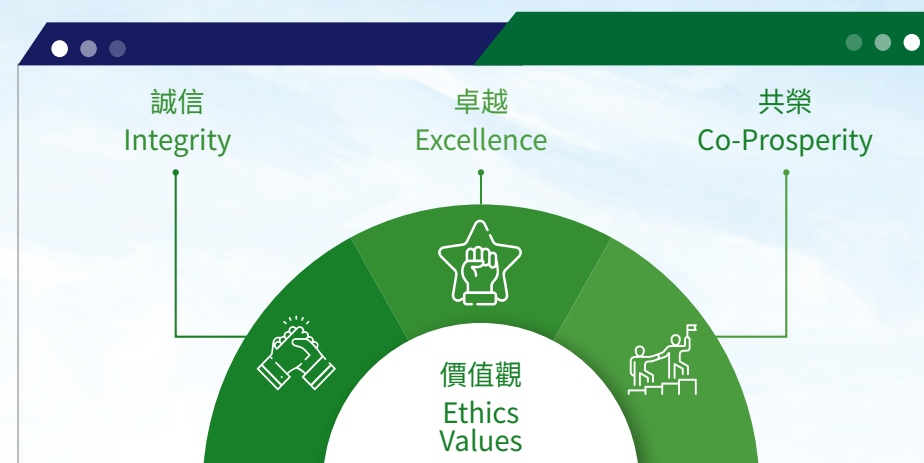 誠信
Integrity
卓越
Excellence
共榮
Co-Prosperity
價值觀
Ethics
Values